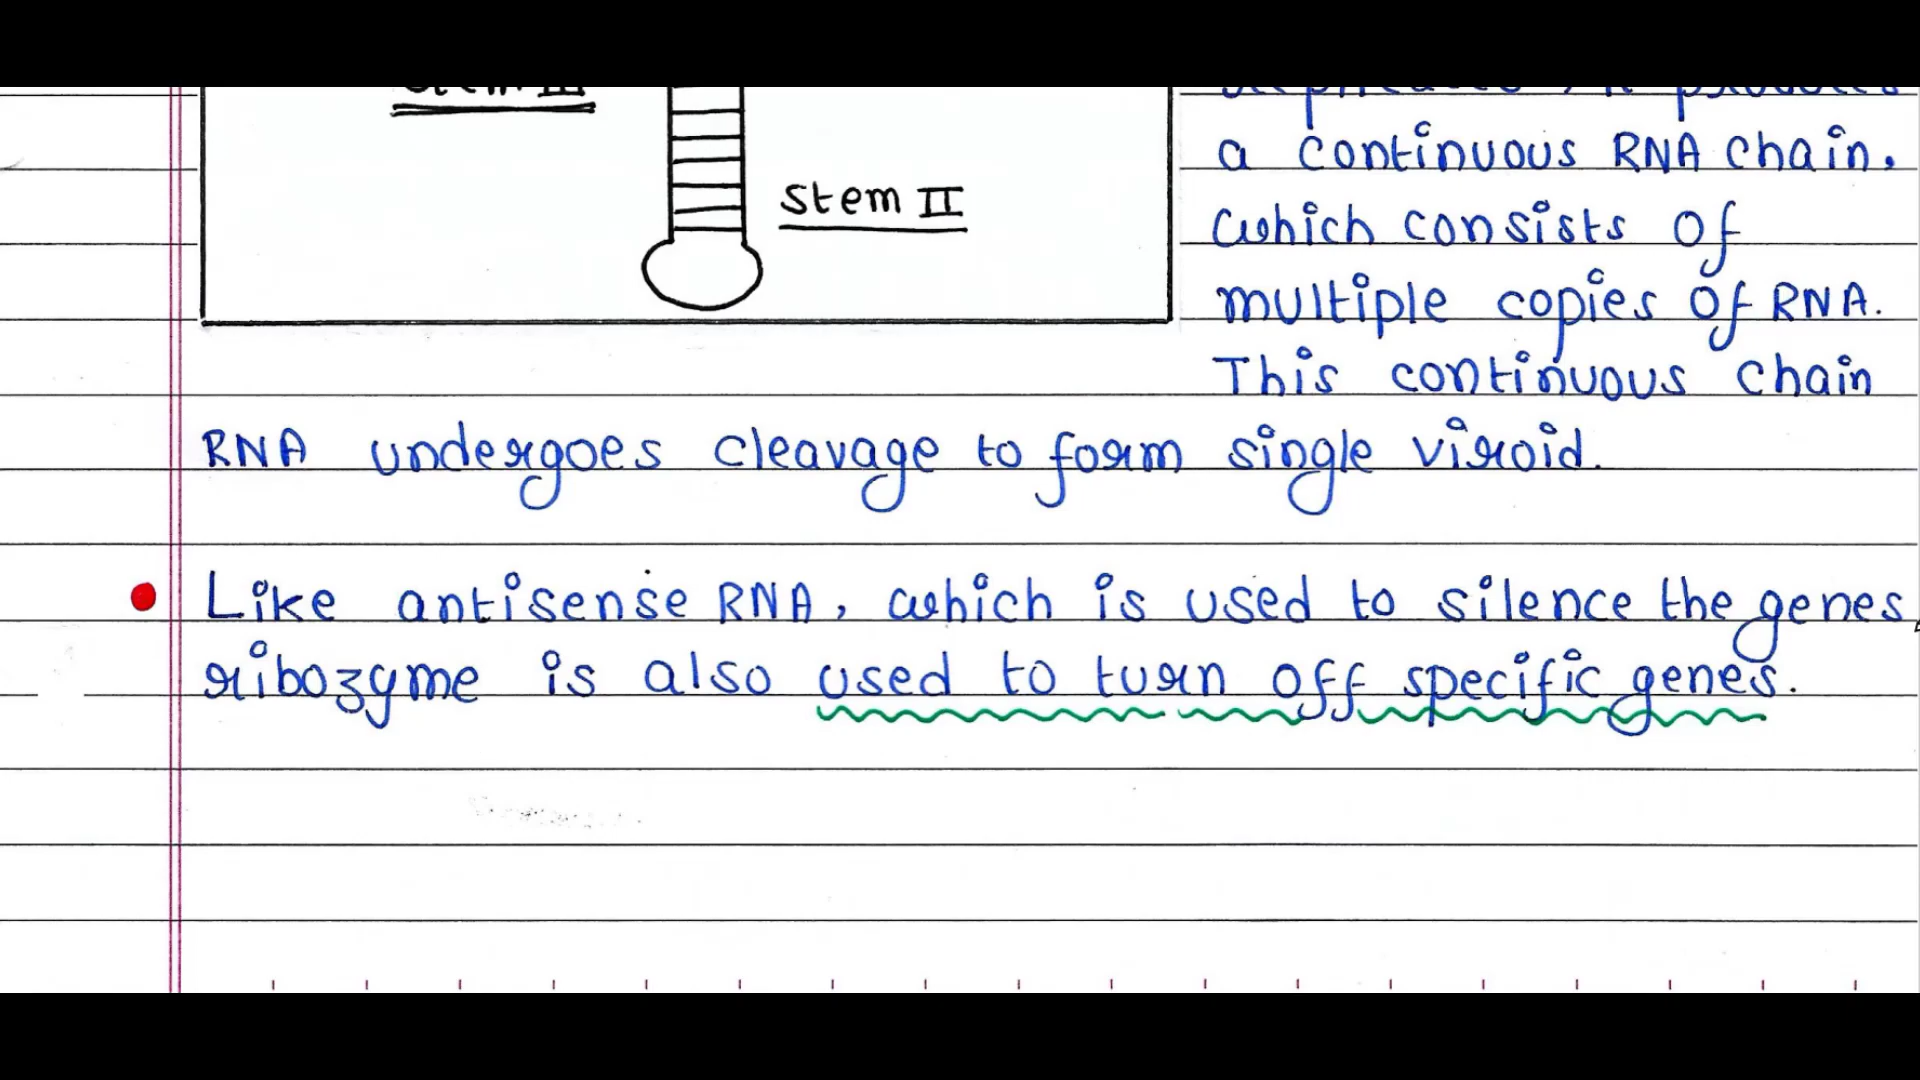 Stem III
Stem II
a continuous RNA chain,
which consists of
multiple copies of RNA.
This continuous chain
RNA undergoes cleavage to form single viroid.
Like antisense RNA, which is used to silence the genes,
ribozyme is also used to turn off specific genes.